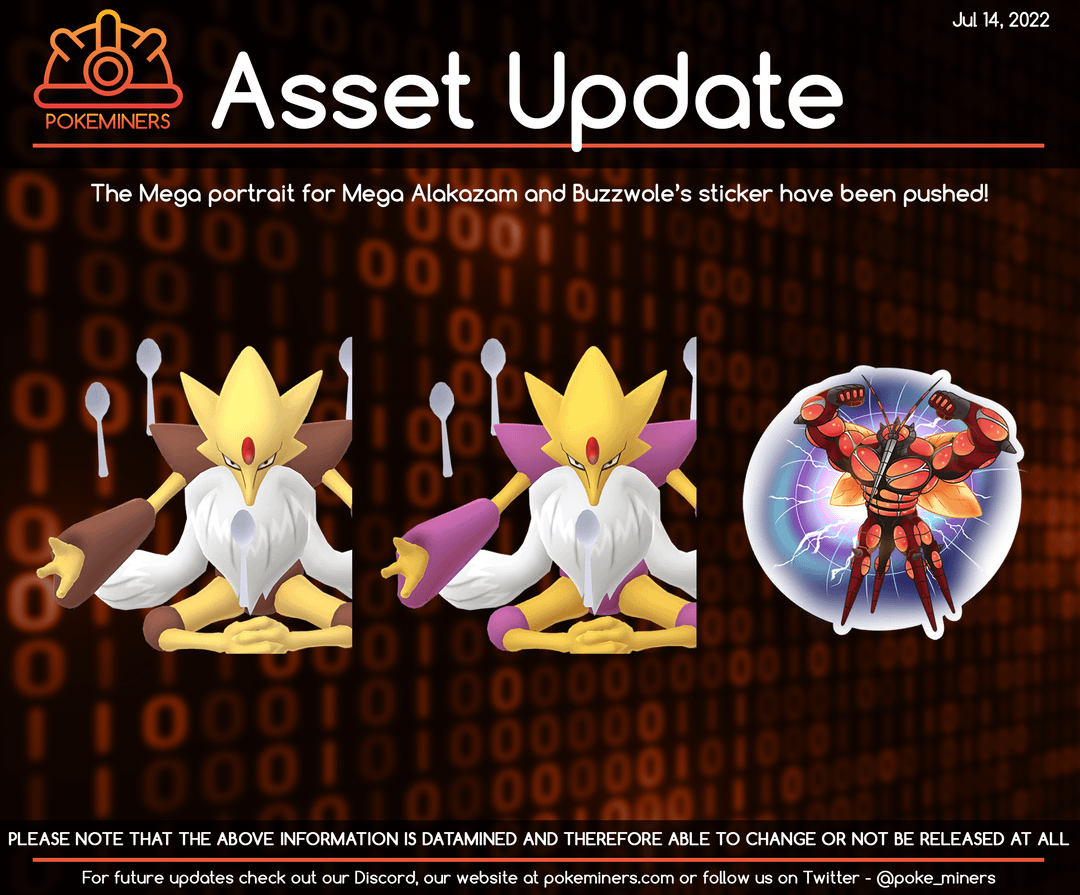 Jul 14, 2022
POKEMINERS
Asset Update
The Mega portrait for Mega Alakazam and Buzzwole’s sticker have been pushed!
PLEASE NOTE THAT THE ABOVE INFORMATION IS DATAMINED AND THEREFORE ABLE TO CHANGE OR NOT BE RELEASED AT ALL
For future updates check out our Discord, our website at pokeminers.com or follow us on Twitter - @poke_miners